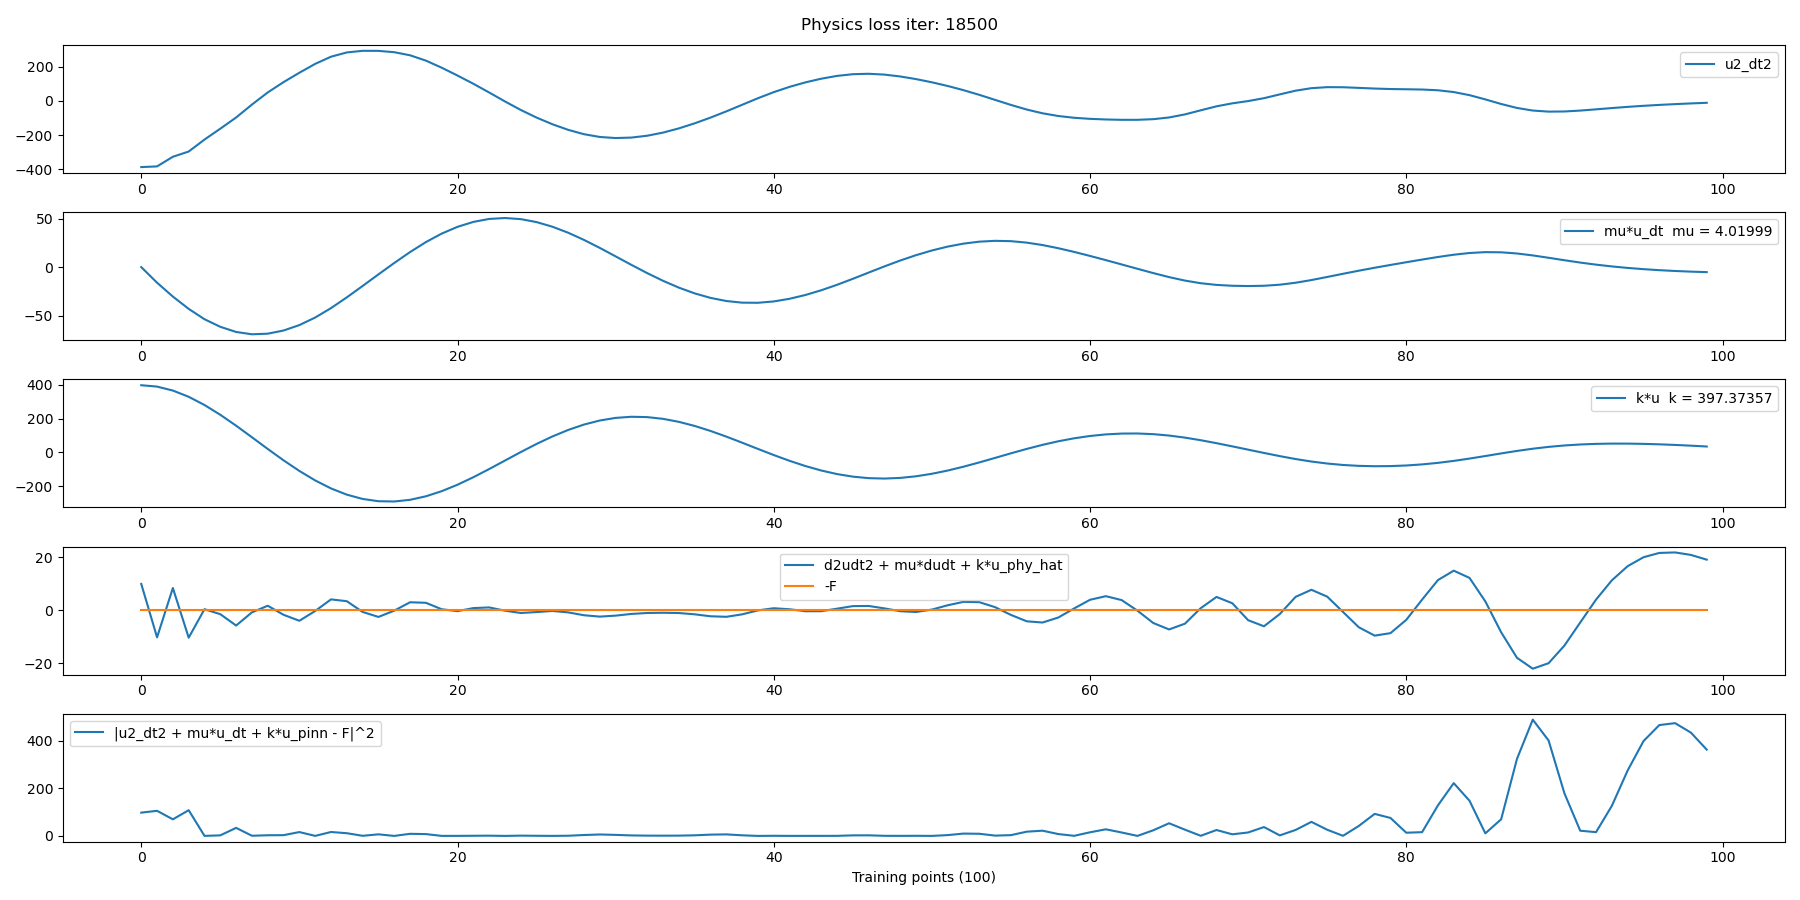 Physics loss iter: 18500
200
0
−200
−400
u2_dt2
0 20 40 60 80 100
50
0
−50
mu*u_dt  mu = 4.01999
0 20 40 60 80 100
400
200
0
−200
k*u  k = 397.37357
0 20 40 60 80 100
20
0
−20
d2udt2 + mu*dudt + k*u_phy_hat
-F
0 20 40 60 80 100
400
200
0
|u2_dt2 + mu*u_dt + k*u_pinn - F|^2
0 20 40 60 80 100
Training points (100)